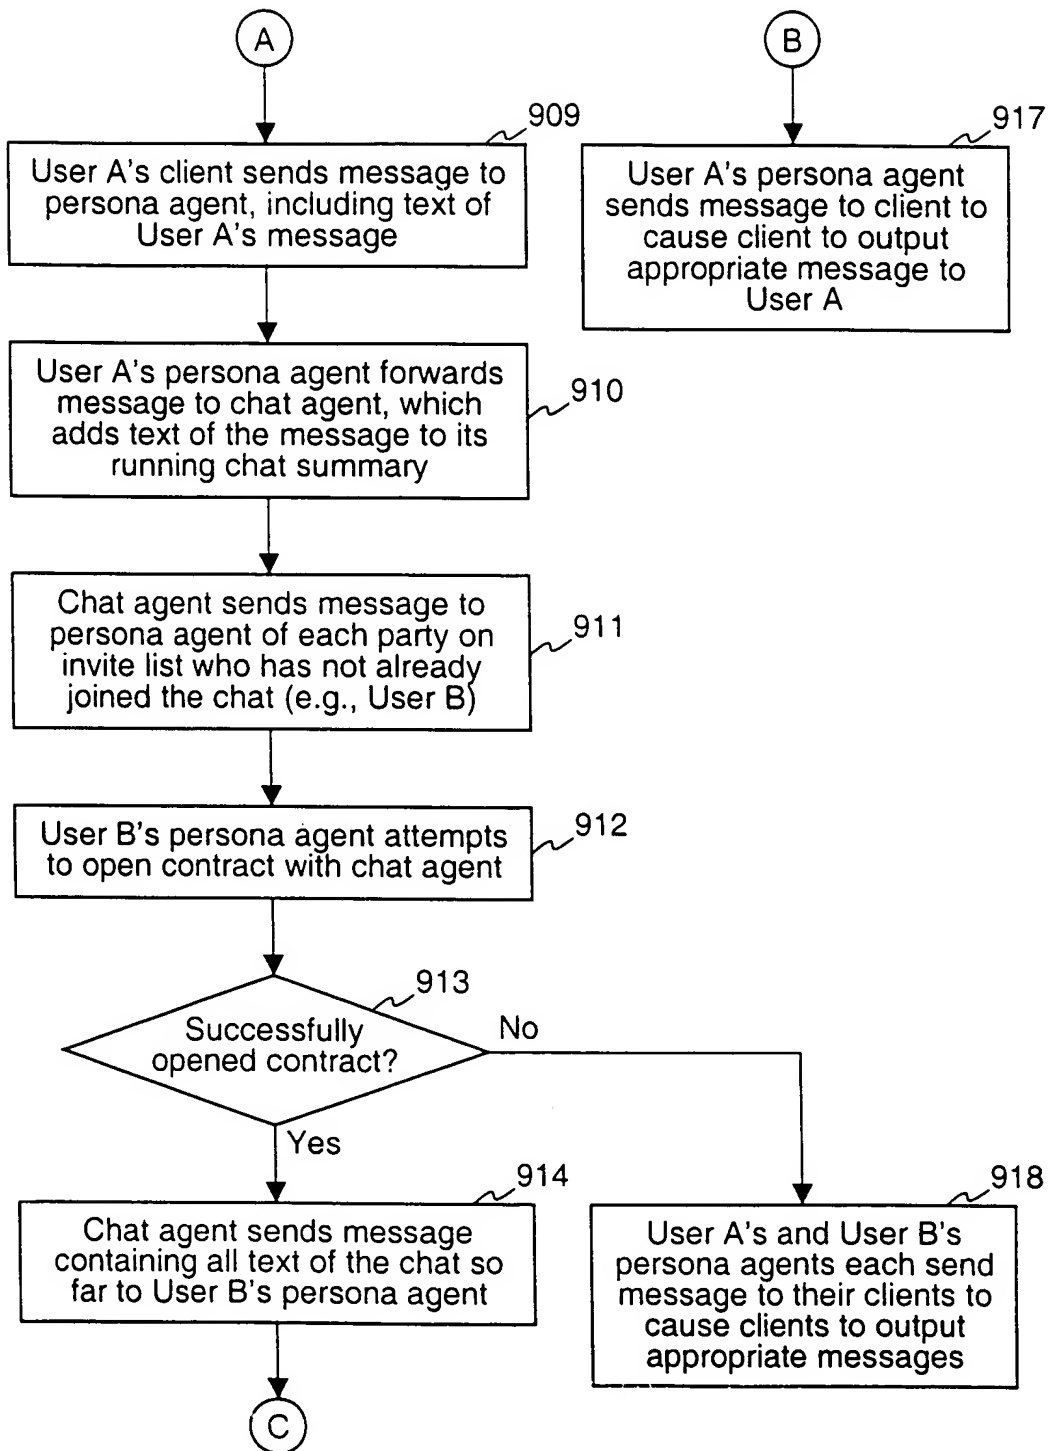 A
909
User A's client sends message to
persona agent, including text of
User A's message
User A's persona agent forwards
message to chat agent, which
adds text of the message to its
running chat summary
910
Chat agent sends message to
persona agent of each party on
invite list who has not already
joined the chat (e.g., User B)
911
User B's persona agent attempts
to open contract with chat agent
912
913
Successfully
opened contract?
No
Yes
914
Chat agent sends message
containing all text of the chat so
far to User B's persona agent
C
B
917
User A's persona agent
sends message to client to
cause client to output
appropriate message to
User A
918
User A's and User B's
persona agents each send
message to their clients to
cause clients to output
appropriate messages